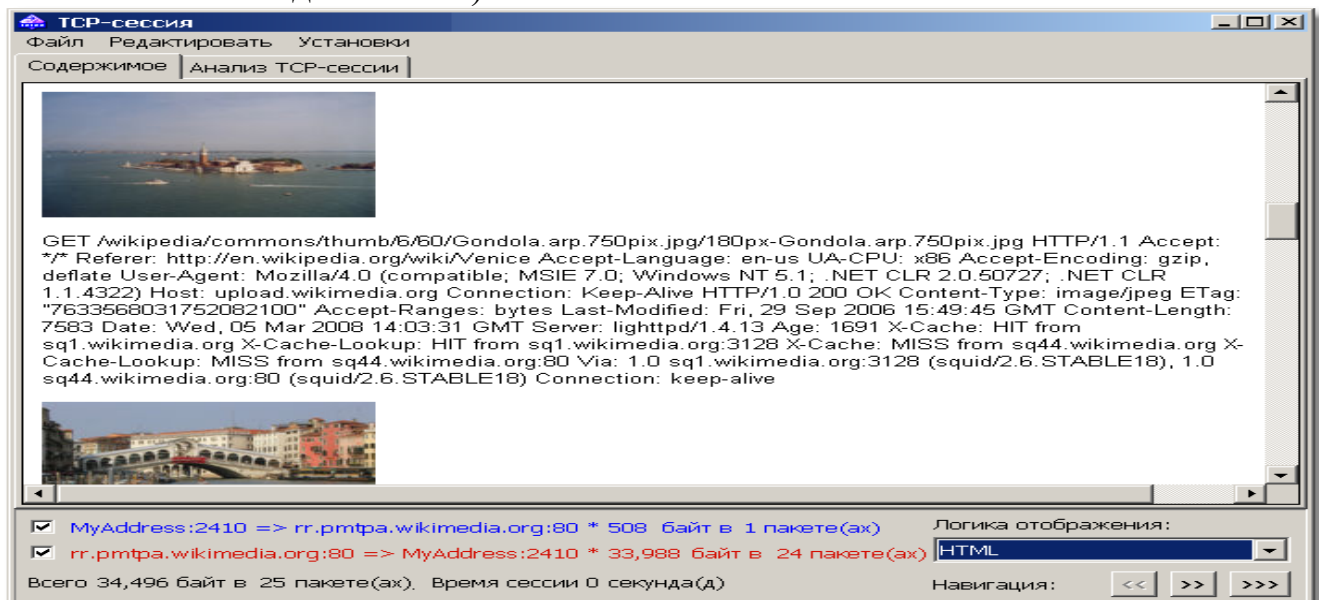 TCP-сессия
Файл Редактировать Установки
Содержимое Анализ TCP-сессии
GET /wikipedia/commons/thumb/6/60/Gondola.arp.750pix.jpg/180px-Gondola.arp.750pix.jpg HTTP/1.1 Accept:
*/* Referer: http://en.wikipedia.org/wiki/Venice Accept-Language: en-us UA-CPU: x86 Accept-Encoding: gzip,
deflate User-Agent: Mozilla/4.0 (compatible; MSIE 7.0; Windows NT 5.1; .NET CLR 2.0.50727; .NET CLR
1.1.4322) Host: upload.wikimedia.org Connection: Keep-Alive HTTP/1.0 200 OK Content-Type: image/jpeg ETag:
"7633568031752082100" Accept-Ranges: bytes Last-Modified: Fri, 29 Sep 2006 15:49:45 GMT Content-Length:
7583 Date: Wed, 05 Mar 2008 14:03:31 GMT Server: lighttpd/1.4.13 Age: 1691 X-Cache: HIT from
sq1.wikimedia.org X-Cache-Lookup: HIT from sq1.wikimedia.org:3128 X-Cache: MISS from sq44.wikimedia.org X-
Cache-Lookup: MISS from sq44.wikimedia.org:80 Via: 1.0 sq1.wikimedia.org:3128 (squid/2.6.STABLE18), 1.0
sq44.wikimedia.org:80 (squid/2.6.STABLE18) Connection: keep-alive
MyAddress:2410 => rr.pmtpa.wikimedia.org:80 * 508 байт в 1 пакете(ах)
Логика отображения:
rr.pmtpa.wikimedia.org:80 => MyAddress:2410 * 33,988 байт в 24 пакете(ах)
HTML
Всего 34,496 байт в 25 пакете(ах). Время сессии 0 секунда(д)
Навигация: << >> >>>